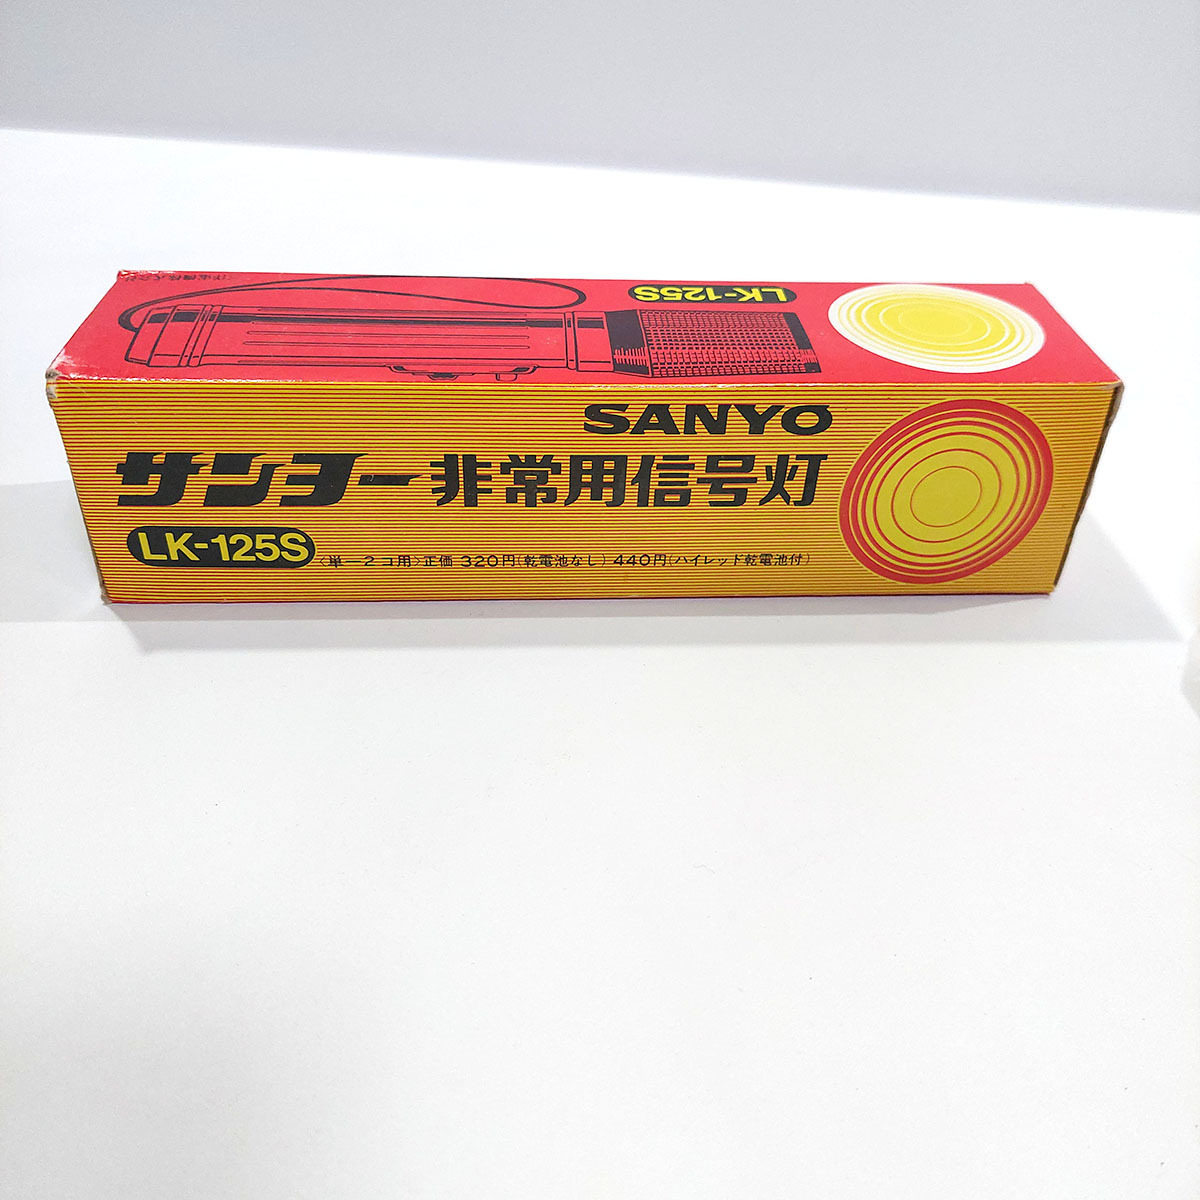 LK-125S
SANYO
サンヨー非常用信号灯
LK-125S
〈単一2コ用〉正価 320円(乾電池なし) 440円(ハイレッド乾電池付)